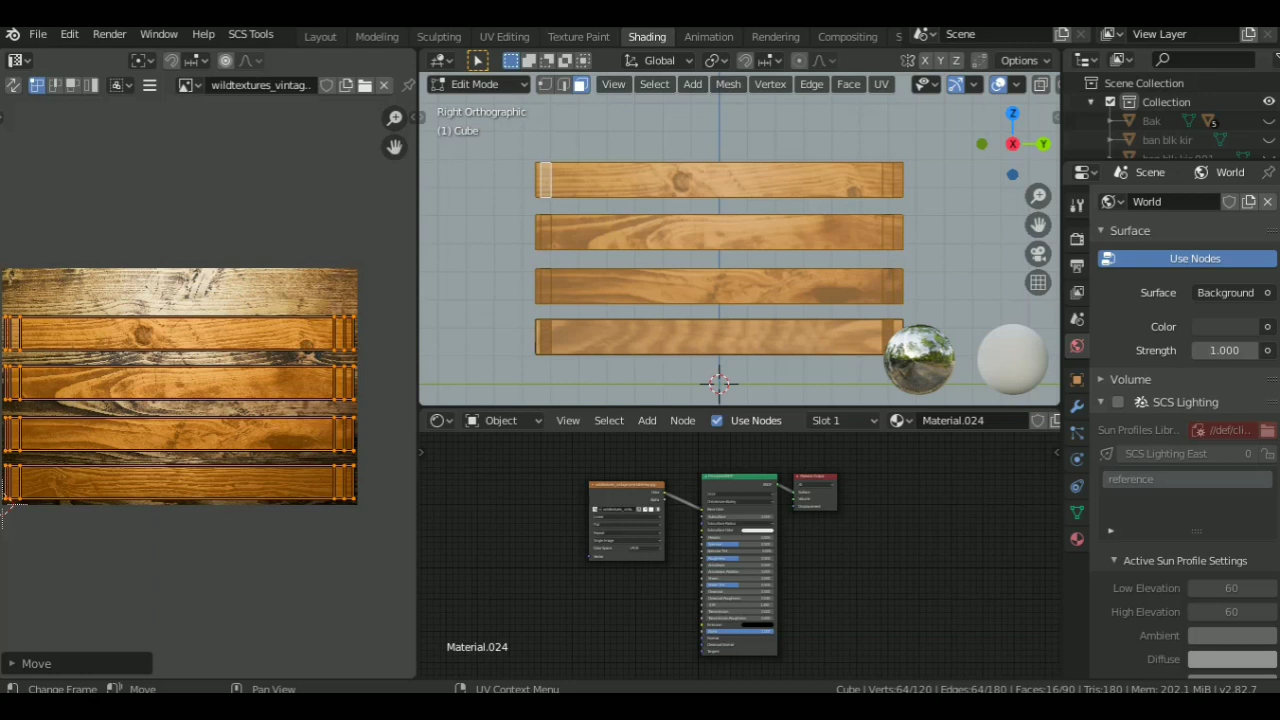 File Edit Render Window Help SCS Tools Layout Modeling Sculpting UV Editing Texture Paint Shading Animation Rendering Compositing S Scene View Layer
wildtextures_vintag.. Global Options
Edit Mode View Select Add Mesh Vertex Edge Face UV X Y Z
Right Orthographic
(1) Cube
Z
X
Y
Scene Collection
Collection
Bak 5
ban blk kir
Scene World
World
Surface
Use Nodes
Surface Background
Color
Strength 1.000
Volume
SCS Lighting
Sun Profiles Libr.. //def/cli...
SCS Lighting East 0
reference
Active Sun Profile Settings
Low Elevation 60
High Elevation 60
Ambient
Diffuse
Object View Select Add Node Use Nodes Slot 1 Material.024
Material.024
Move
Change Frame Move Pan View UV Context Menu Cube | Verts:64/120 | Edges:64/180 | Faces:16/90 | Tris:180 | Mem: 202.1 MiB | v2.82.7